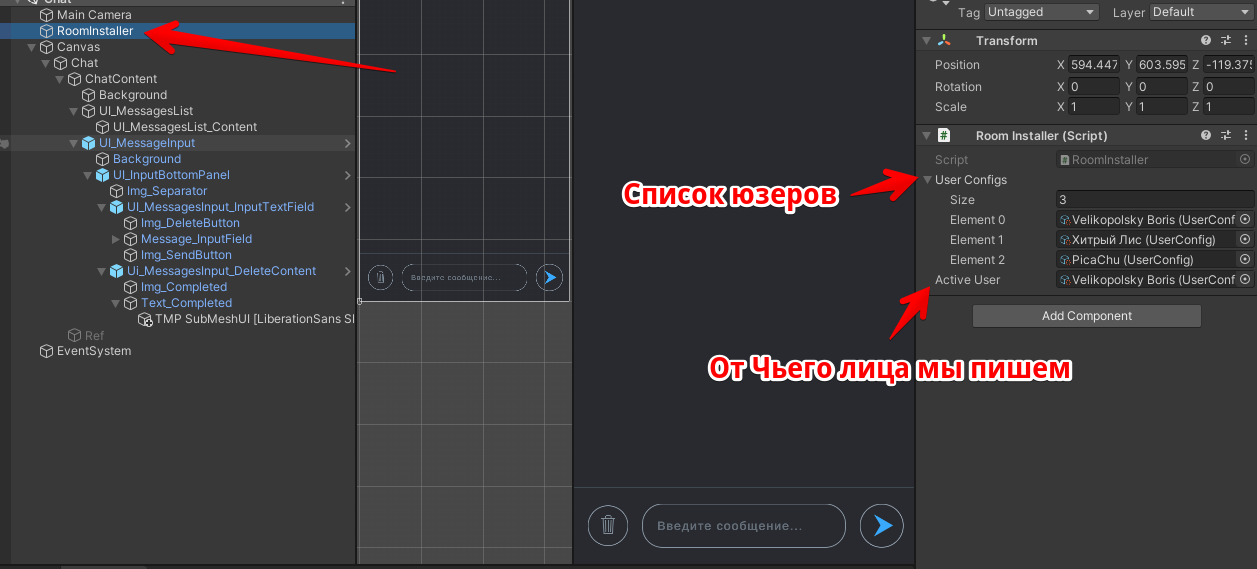 Chat
Main Camera
RoomInstaller
Canvas
Chat
ChatContent
Background
UI_MessagesList
UI_MessagesList_Content
UI_MessageInput
Background
UI_InputBottomPanel
Img_Separator
UI_MessagesInput_InputTextField
Img_DeleteButton
Message_InputField
Img_SendButton
Ui_MessagesInput_DeleteContent
Img_Completed
Text_Completed
TMP SubMeshUI [LiberationSans S
Ref
EventSystem
Введите сообщение...
Введите сообщение...
Список юзеров
От Чьего лица мы пишем
Tag Untagged Layer Default
Transform
Position X 594.447 Y 603.595 Z -119.375
Rotation X 0 Y 0 Z 0
Scale X 1 Y 1 Z 1
# Room Installer (Script)
Script # RoomInstaller
User Configs
Size 3
Element 0 Velikopolsky Boris (UserConf
Element 1 Хитрый Лис (UserConfig)
Element 2 PicaChu (UserConfig)
Active User Velikopolsky Boris (UserConf
Add Component